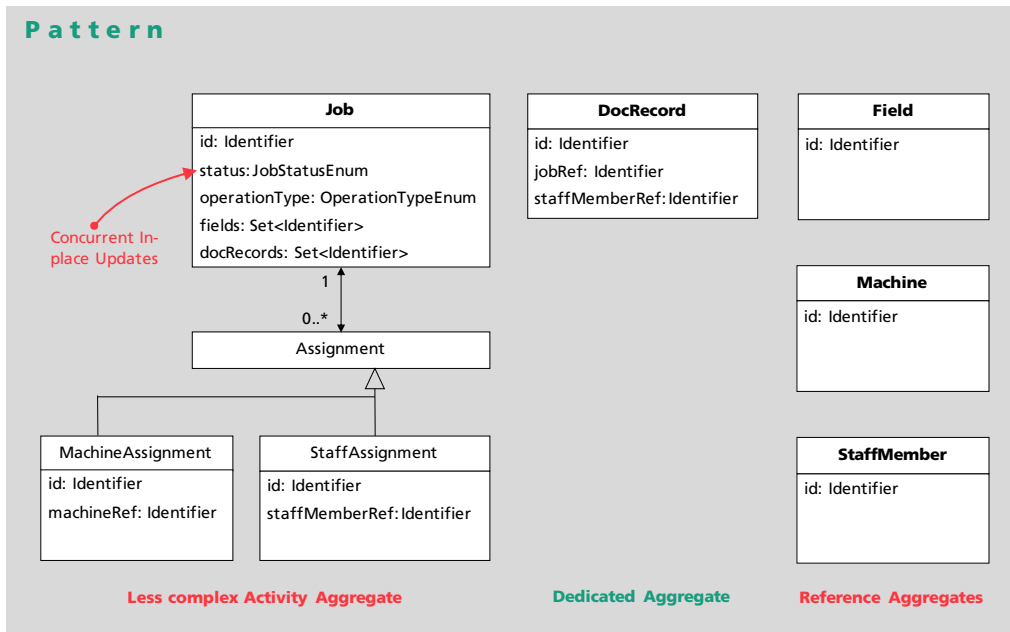 Pattern
Job
id: Identifier
status: JobStatusEnum
operationType: OperationTypeEnum
fields: Set<Identifier>
docRecords: Set<Identifier>
Concurrent In-
place Updates
1
0..*
Assignment
MachineAssignment
id: Identifier
machineRef: Identifier
StaffAssignment
id: Identifier
staffMemberRef: Identifier
Less complex Activity Aggregate
DocRecord
id: Identifier
jobRef: Identifier
staffMemberRef: Identifier
Dedicated Aggregate
Field
id: Identifier
Machine
id: Identifier
StaffMember
id: Identifier
Reference Aggregates